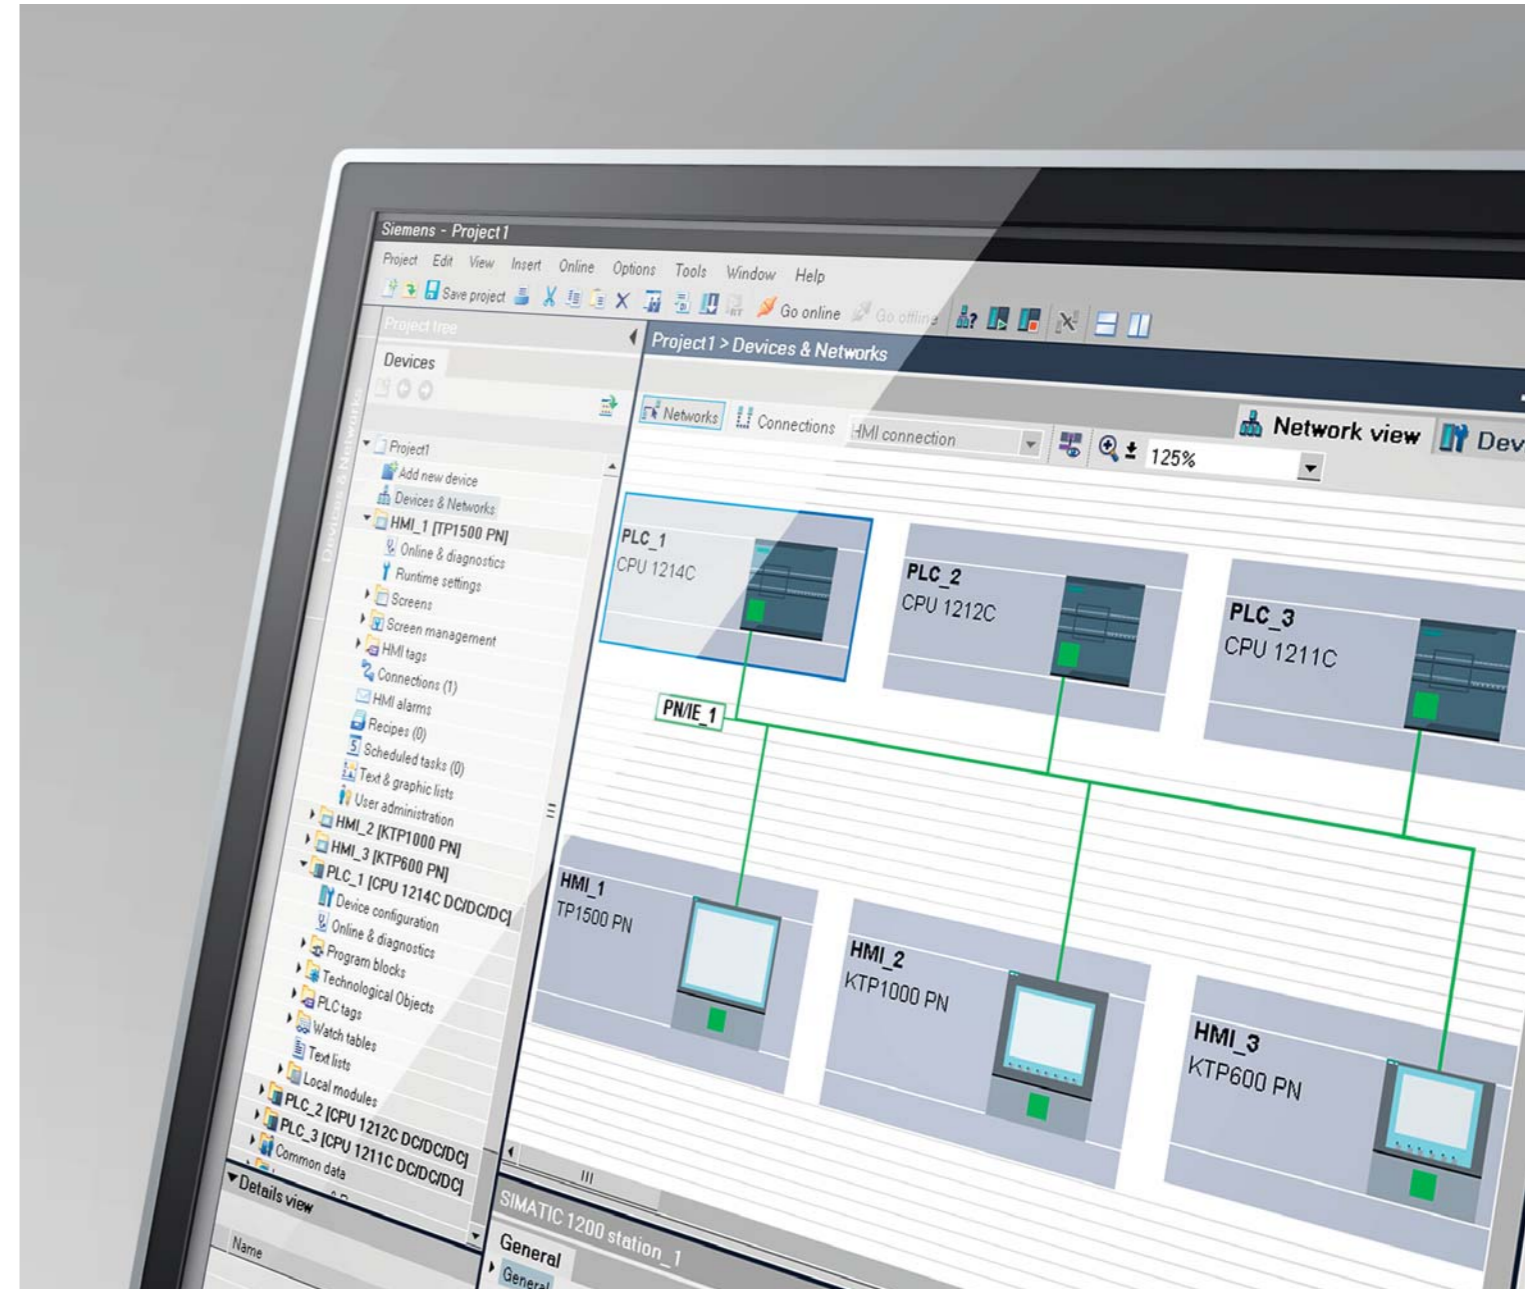 Siemens - Project1
Project Edit View Insert Online Options Tools Window Help
Save project Go online Go offline
Project tree
Project1 > Devices & Networks
Devices
Devices & Networks
Networks Connections HMI connection 125% Network view Dev
Project1
Add new device
Devices & Networks
HMI_1 [TP1500 PN]
Online & diagnostics
Runtime settings
Screens
Screen management
HMI tags
Connections (1)
HMI alarms
Recipes (0)
Scheduled tasks (0)
Text & graphic lists
User administration
HMI_2 [KTP1000 PN]
HMI_3 [KTP600 PN]
PLC_1 [CPU 1214C DC/DC/DC]
Device configuration
Online & diagnostics
Program blocks
Technological Objects
PLC tags
Watch tables
Text lists
Local modules
PLC_2 [CPU 1212C DC/DC/DC]
PLC_3 [CPU 1211C DC/DC/DC]
Common data
Details view
Name
PLC_1
CPU 1214C
PLC_2
CPU 1212C
PLC_3
CPU 1211C
PN/IE_1
HMI_1
TP1500 PN
HMI_2
KTP1000 PN
HMI_3
KTP600 PN
SIMATIC 1200 station_1
General
General